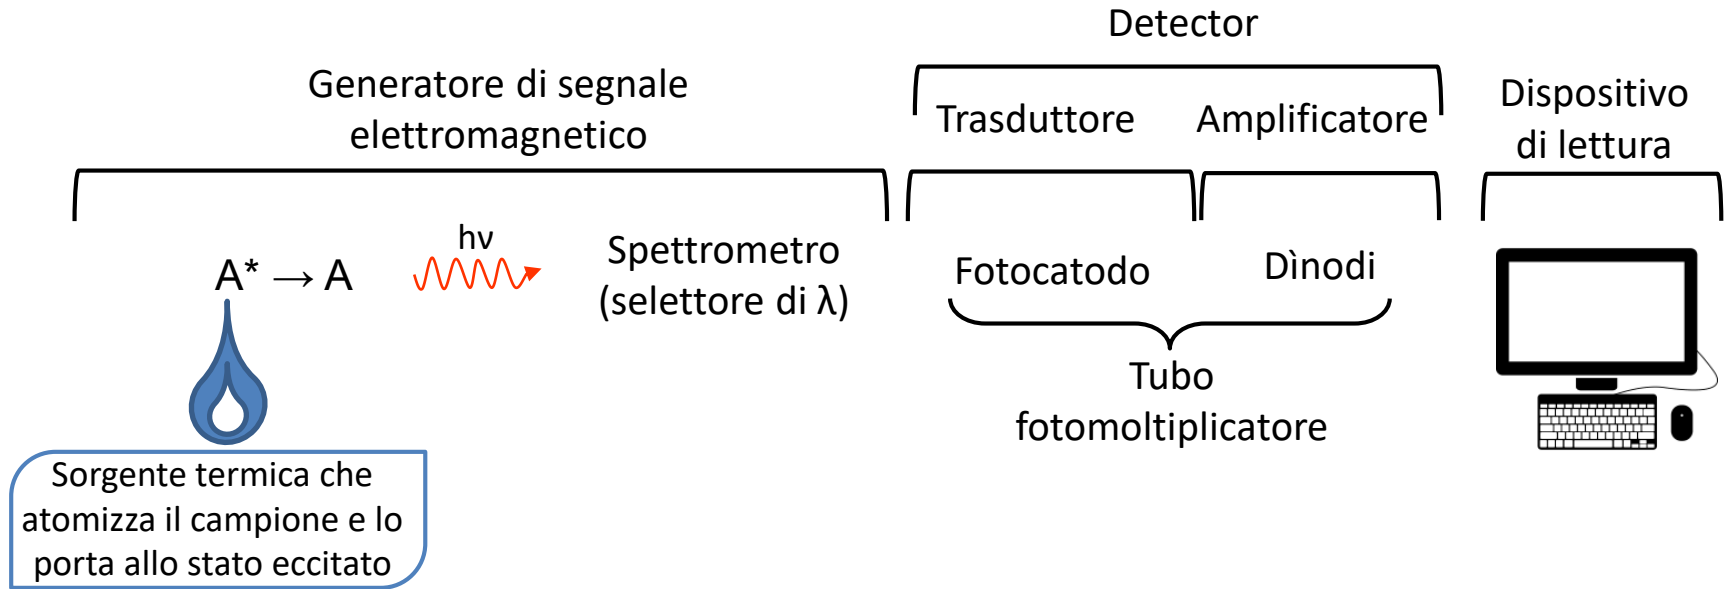 Detector
Generatore di segnale
elettromagnetico
Trasduttore
Amplificatore
Dispositivo
di lettura
A* → A
hν
Spettrometro
(selettore di λ)
Fotocatodo
Dìnodi
Tubo
fotomoltiplicatore
Sorgente termica che
atomizza il campione e lo
porta allo stato eccitato